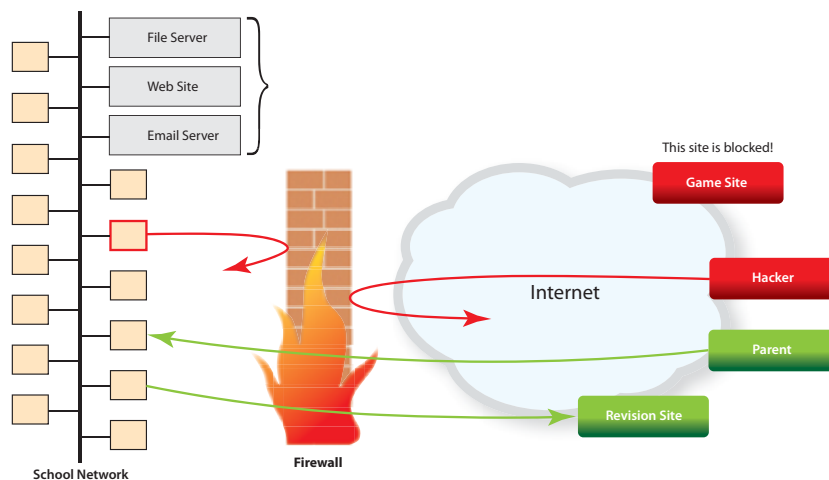 File Server
Web Site
Email Server
This site is blocked!
Game Site
Internet
Hacker
Parent
Revision Site
Firewall
School Network